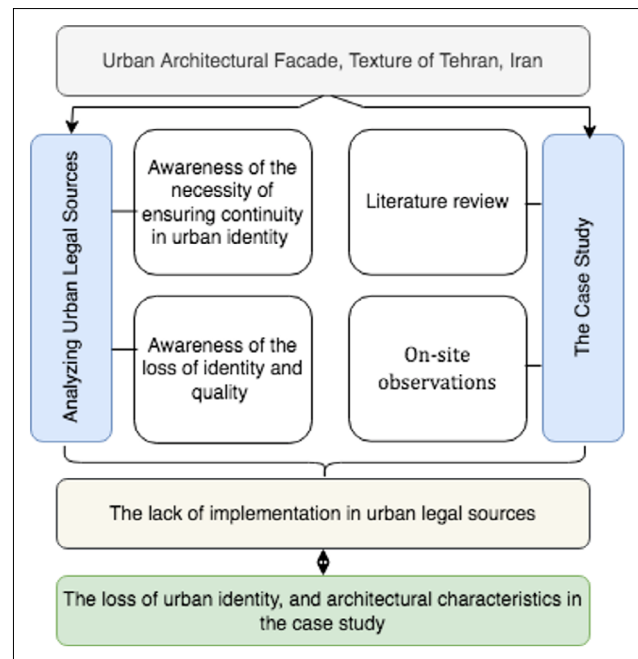 Urban Architectural Facade, Texture of Tehran, Iran
Analyzing Urban Legal Sources
Awareness of the
necessity of
ensuring continuity
in urban identity
Awareness of the
loss of identity and
quality
Literature review
On-site
observations
The Case Study
The lack of implementation in urban legal sources
The loss of urban identity, and architectural characteristics in
the case study